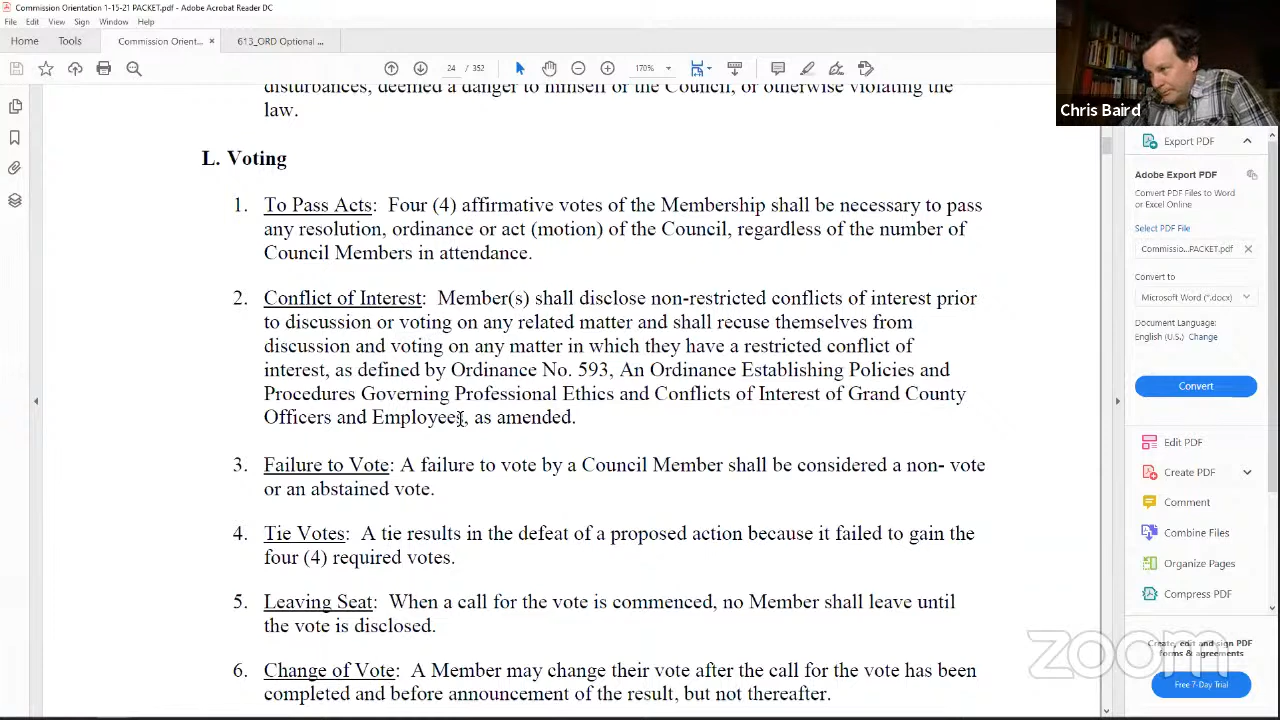 Commission Orientation 1-15-21 PACKET.pdf - Adobe Acrobat Reader DC
File Edit View Sign Window Help
Home Tools Commission Orient... × 613_ORD Optional ...
24 / 352 170%
disturbances, deemed a danger to himself or the Council, or otherwise violating the
law.
L. Voting
1. To Pass Acts: Four (4) affirmative votes of the Membership shall be necessary to pass
any resolution, ordinance or act (motion) of the Council, regardless of the number of
Council Members in attendance.
2. Conflict of Interest: Member(s) shall disclose non-restricted conflicts of interest prior
to discussion or voting on any related matter and shall recuse themselves from
discussion and voting on any matter in which they have a restricted conflict of
interest, as defined by Ordinance No. 593, An Ordinance Establishing Policies and
Procedures Governing Professional Ethics and Conflicts of Interest of Grand County
Officers and Employees, as amended.
3. Failure to Vote: A failure to vote by a Council Member shall be considered a non- vote
or an abstained vote.
4. Tie Votes: A tie results in the defeat of a proposed action because it failed to gain the
four (4) required votes.
5. Leaving Seat: When a call for the vote is commenced, no Member shall leave until
the vote is disclosed.
6. Change of Vote: A Member may change their vote after the call for the vote has been
completed and before announcement of the result, but not thereafter.
Chris Baird
Export PDF
Adobe Export PDF
Convert PDF Files to Word
or Excel Online
Select PDF File
Commissio...PACKET.pdf ×
Convert to
Microsoft Word (*.docx)
Document Language:
English (U.S.) Change
Convert
Edit PDF
Create PDF
Comment
Combine Files
Organize Pages
Compress PDF
Create, edit and sign PDF
forms & agreements
Free 7-Day Trial
zoom